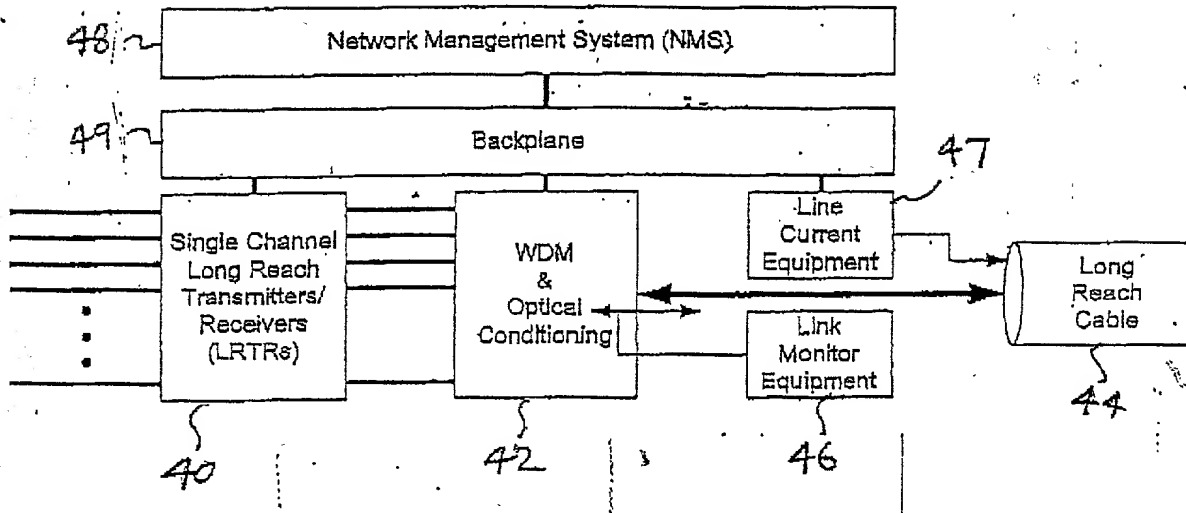 48
Network Management System (NMS)
49
Backplane
47
Single Channel
Long Reach
Transmitters/
Receivers
(LRTRs)
WDM
&
Optical
Conditioning
Line
Current
Equipment
Link
Monitor
Equipment
Long
Reach
Cable
40
42
46
44